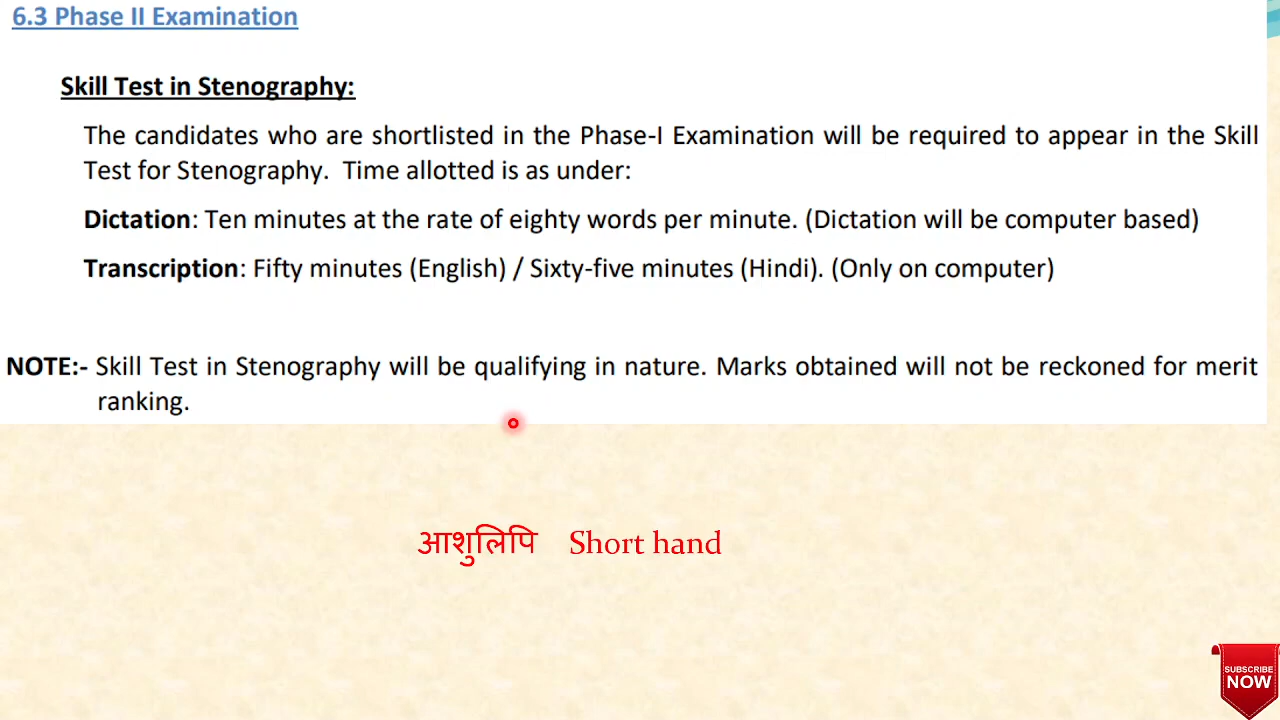 6.3 Phase II Examination
Skill Test in Stenography:
The candidates who are shortlisted in the Phase-I Examination will be required to appear in the Skill
Test for Stenography. Time allotted is as under:
Dictation: Ten minutes at the rate of eighty words per minute. (Dictation will be computer based)
Transcription: Fifty minutes (English) / Sixty-five minutes (Hindi). (Only on computer)
NOTE:- Skill Test in Stenography will be qualifying in nature. Marks obtained will not be reckoned for merit
ranking.
आशुलिपि Short hand
SUBSCRIBE
NOW